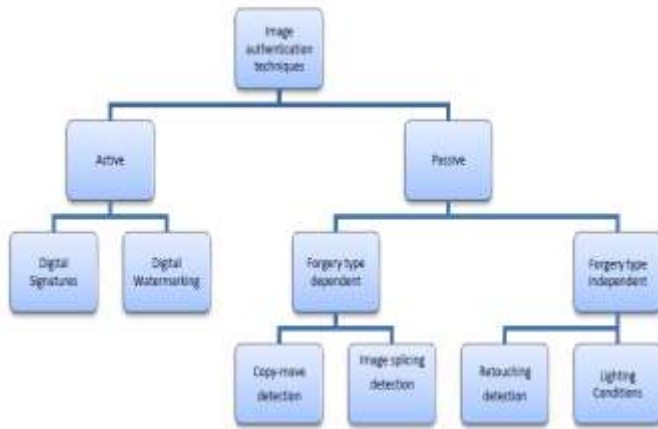 Image
authentication
techniques
Active
Passive
Digital
Signatures
Digital
Watermarking
Forgery type
dependent
Forgery type
independent
Copy-move
detection
Image splicing
detection
Retouching
detection
Lighting
Conditions